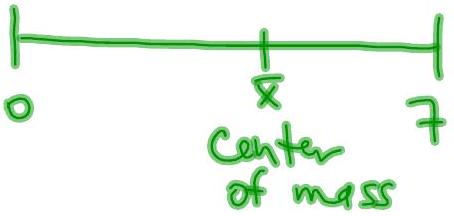 0 x̄ 7
Center
of mass